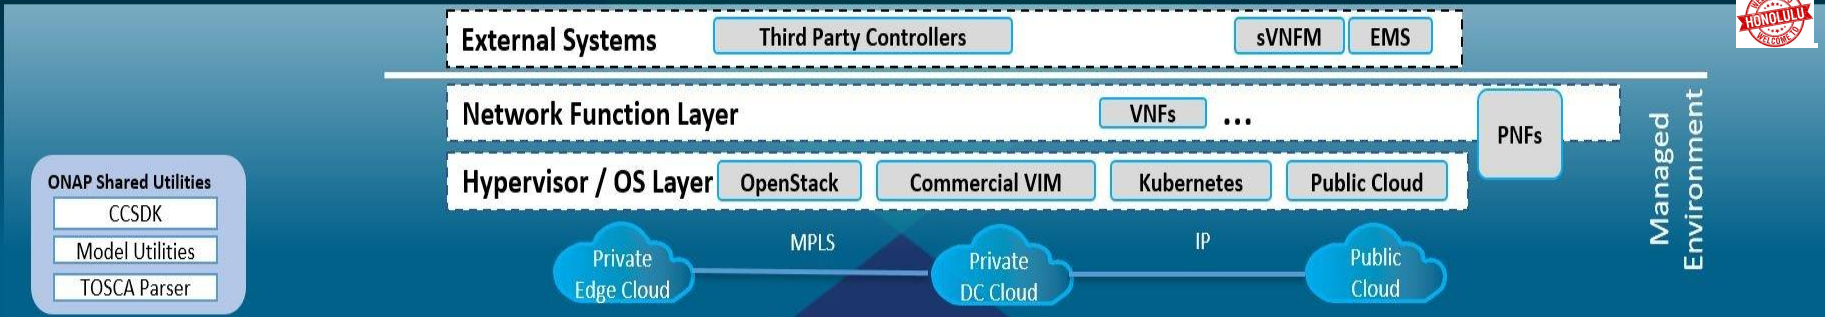 External Systems
Third Party Controllers
sVNFM
EMS
HONOLULU
WELCOME TO
Network Function Layer
VNFs
...
PNFs
Managed
Environment
Hypervisor / OS Layer
OpenStack
Commercial VIM
Kubernetes
Public Cloud
ONAP Shared Utilities
CCSDK
Model Utilities
TOSCA Parser
Private
Edge Cloud
MPLS
Private
DC Cloud
IP
Public
Cloud